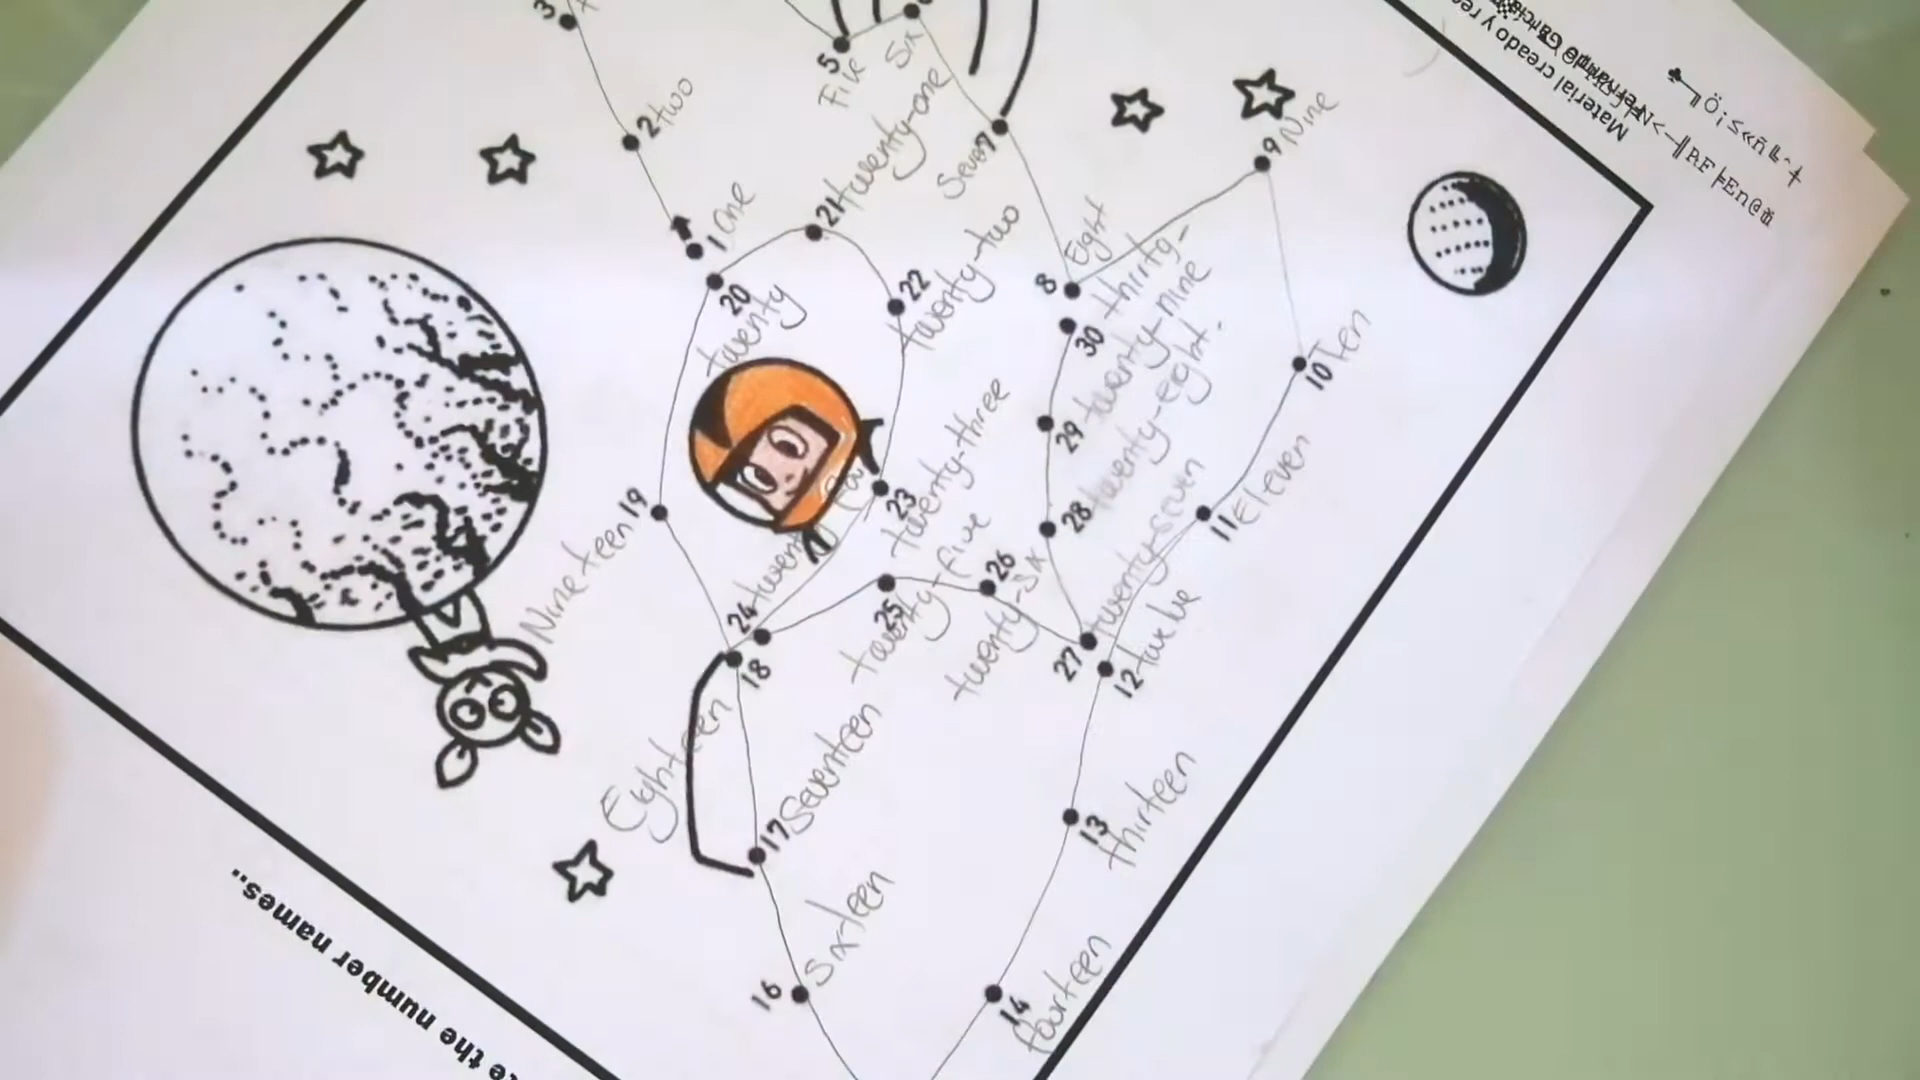 3
2 two
1 One
5 Five
Six
Seven 7
8 Eight
9 Nine
10 Ten
11 Eleven
12 twelve
13 thirteen
14 fourteen
16 Sixteen
17 Seventeen
18 Eighteen
19 Nineteen
20 twenty
21 twenty-one
22 twenty-two
23 twenty-three
24 twenty
25 twenty-five
26 twenty-six
27 twenty-seven
28 twenty-eight.
29 twenty-nine
30 thirty-
the number names..
Material creado y